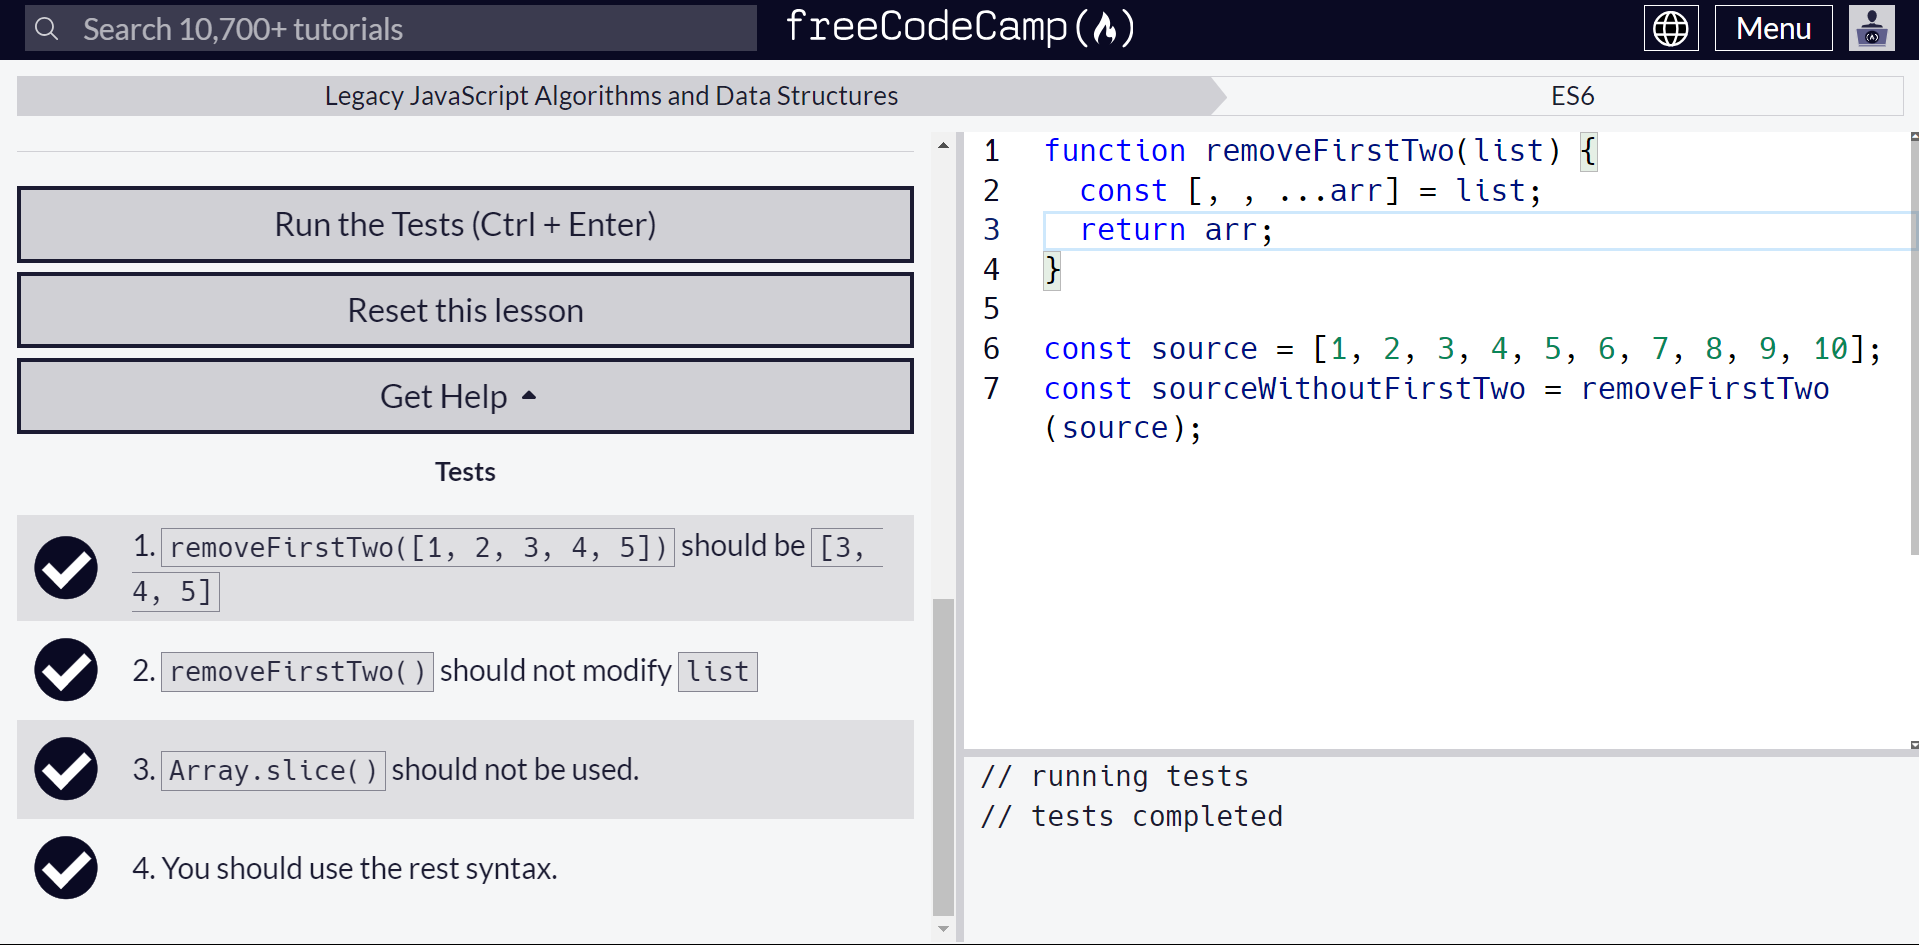 Search 10,700+ tutorials
freeCodeCamp(🔥)
Menu
Legacy JavaScript Algorithms and Data Structures
ES6
Run the Tests (Ctrl + Enter)
Reset this lesson
Get Help
Tests
1. removeFirstTwo([1, 2, 3, 4, 5]) should be [3,
4, 5]
2. removeFirstTwo() should not modify list
3. Array.slice() should not be used.
4. You should use the rest syntax.
1 function removeFirstTwo(list) {
2   const [, , ...arr] = list;
3   return arr;
4 }
5
6 const source = [1, 2, 3, 4, 5, 6, 7, 8, 9, 10];
7 const sourceWithoutFirstTwo = removeFirstTwo
(source);
// running tests
// tests completed